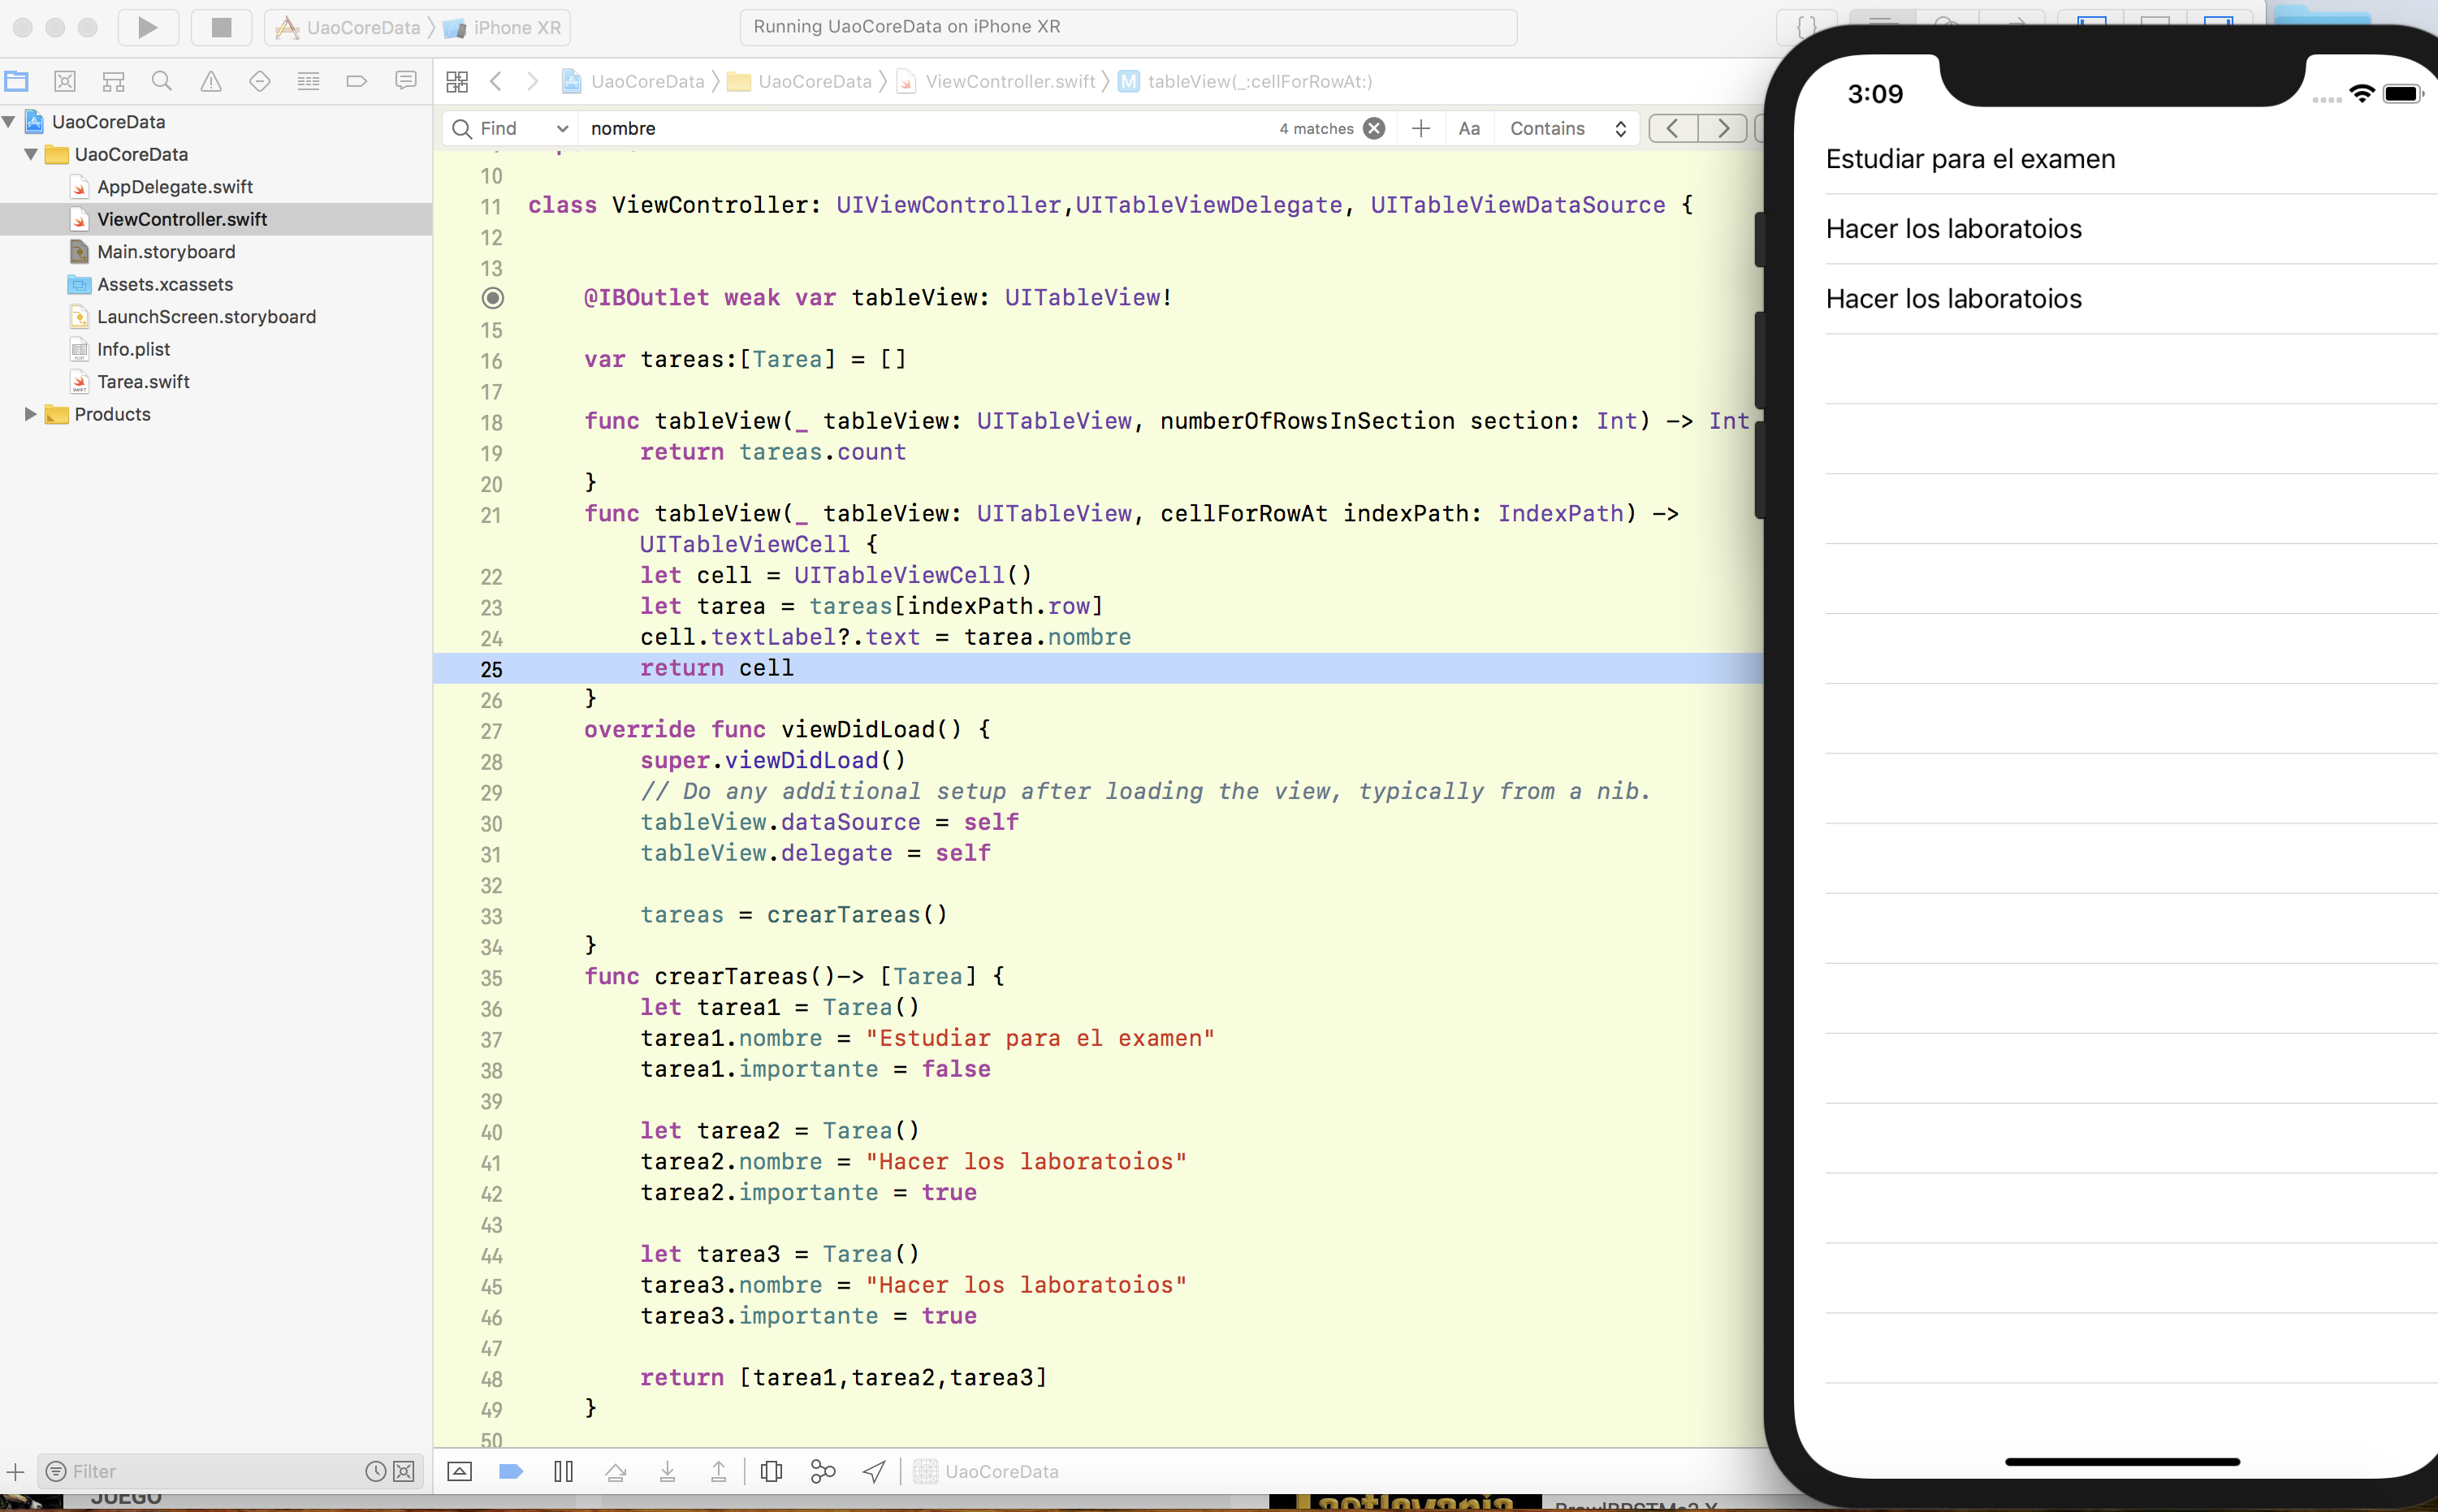 UaoCoreData
iPhone XR
Running UaoCoreData on iPhone XR
UaoCoreData
UaoCoreData
ViewController.swift
M tableView(_:cellForRowAt:)
UaoCoreData
UaoCoreData
AppDelegate.swift
ViewController.swift
Main.storyboard
Assets.xcassets
LaunchScreen.storyboard
Info.plist
Tarea.swift
Products
Find
nombre
4 matches
Aa
Contains
10
11 class ViewController: UIViewController,UITableViewDelegate, UITableViewDataSource {
12
13
@IBOutlet weak var tableView: UITableView!
15
16 var tareas:[Tarea] = []
17
18 func tableView(_ tableView: UITableView, numberOfRowsInSection section: Int) -> Int
19 return tareas.count
20 }
21 func tableView(_ tableView: UITableView, cellForRowAt indexPath: IndexPath) ->
UITableViewCell {
22 let cell = UITableViewCell()
23 let tarea = tareas[indexPath.row]
24 cell.textLabel?.text = tarea.nombre
25 return cell
26 }
27 override func viewDidLoad() {
28 super.viewDidLoad()
29 // Do any additional setup after loading the view, typically from a nib.
30 tableView.dataSource = self
31 tableView.delegate = self
32
33 tareas = crearTareas()
34 }
35 func crearTareas()-> [Tarea] {
36 let tarea1 = Tarea()
37 tarea1.nombre = "Estudiar para el examen"
38 tarea1.importante = false
39
40 let tarea2 = Tarea()
41 tarea2.nombre = "Hacer los laboratoios"
42 tarea2.importante = true
43
44 let tarea3 = Tarea()
45 tarea3.nombre = "Hacer los laboratoios"
46 tarea3.importante = true
47
48 return [tarea1,tarea2,tarea3]
49 }
50
3:09
Estudiar para el examen
Hacer los laboratoios
Hacer los laboratoios
Filter
UaoCoreData
JUEGO